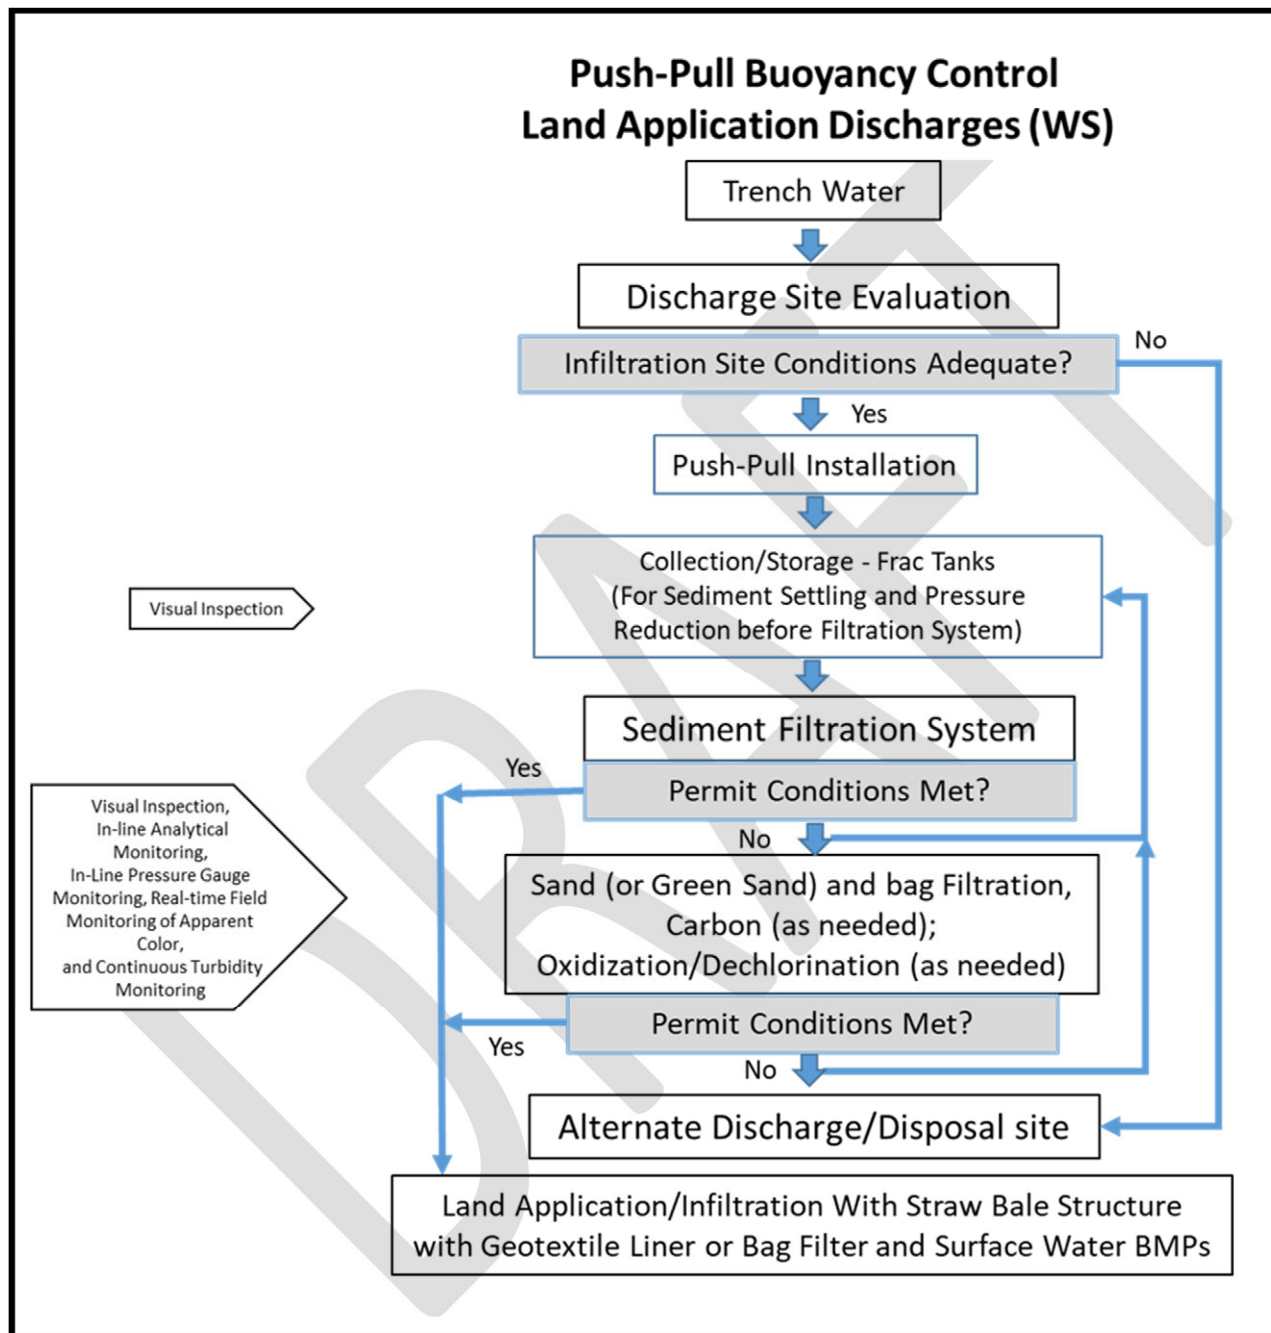 Push-Pull Buoyancy Control
Land Application Discharges (WS)
Trench Water
Discharge Site Evaluation
No
Infiltration Site Conditions Adequate?
Yes
Push-Pull Installation
Collection/Storage - Frac Tanks
(For Sediment Settling and Pressure
Reduction before Filtration System)
Visual Inspection
Sediment Filtration System
Yes
Permit Conditions Met?
No
Visual Inspection,
In-line Analytical
Monitoring,
In-Line Pressure Gauge
Monitoring, Real-time Field
Monitoring of Apparent
Color,
and Continuous Turbidity
Monitoring
Sand (or Green Sand) and bag Filtration,
Carbon (as needed);
Oxidization/Dechlorination (as needed)
Permit Conditions Met?
Yes
No
Alternate Discharge/Disposal site
Land Application/Infiltration With Straw Bale Structure
with Geotextile Liner or Bag Filter and Surface Water BMPs
DRAFT